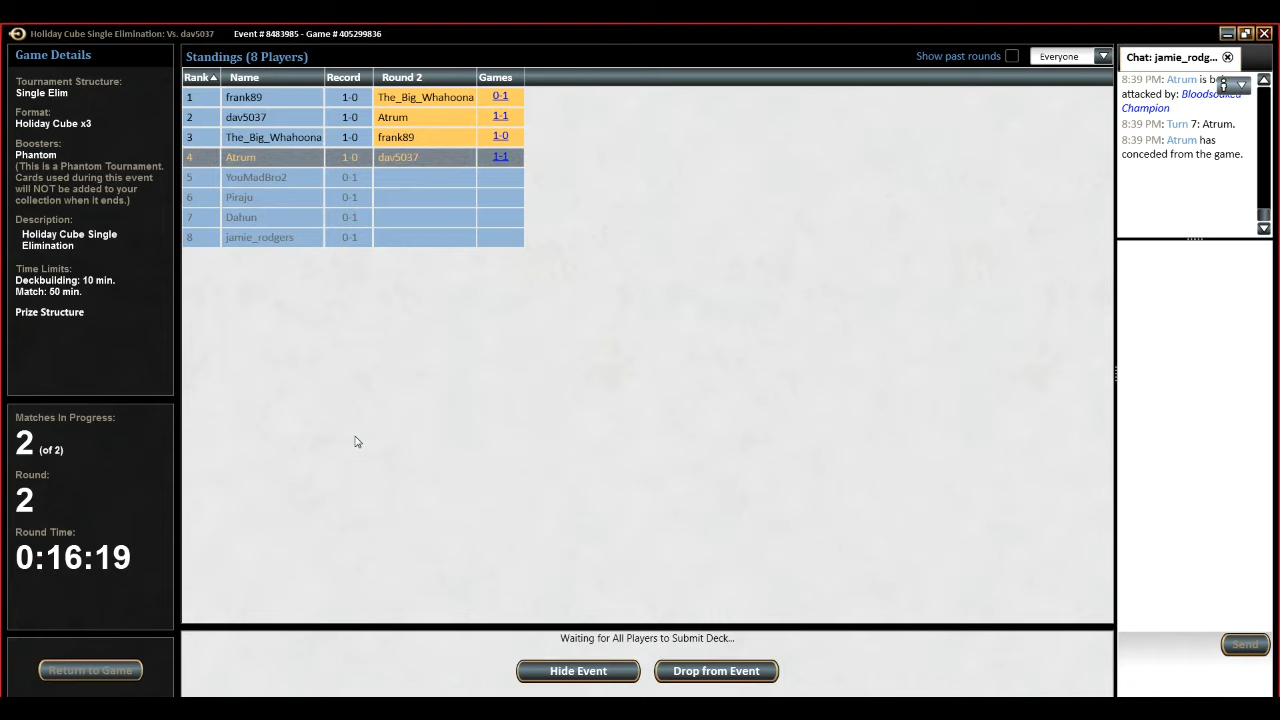 Holiday Cube Single Elimination: Vs. dav5037 Event # 8483985 - Game # 405299836
Game Details
Tournament Structure:
Single Elim
Format:
Holiday Cube x3
Boosters:
Phantom
(This is a Phantom Tournament.
Cards used during this event
will NOT be added to your
collection when it ends.)
Description:
Holiday Cube Single
Elimination
Time Limits:
Deckbuilding: 10 min.
Match: 50 min.
Prize Structure
Matches In Progress:
2 (of 2)
Round:
2
Round Time:
0:16:19
Return to Game
Standings (8 Players)
Show past rounds Everyone
Rank Name Record Round 2 Games
1 frank89 1-0 The_Big_Whahoona 0-1
2 dav5037 1-0 Atrum 1-1
3 The_Big_Whahoona 1-0 frank89 1-0
4 Atrum 1-0 dav5037 1-1
5 YouMadBro2 0-1
6 Piraju 0-1
7 Dahun 0-1
8 jamie_rodgers 0-1
Waiting for All Players to Submit Deck...
Hide Event Drop from Event
Chat: jamie_rodg...
8:39 PM: Atrum is
attacked by: Bloodsoaked
Champion
8:39 PM: Turn 7: Atrum.
8:39 PM: Atrum has
conceded from the game.
Send